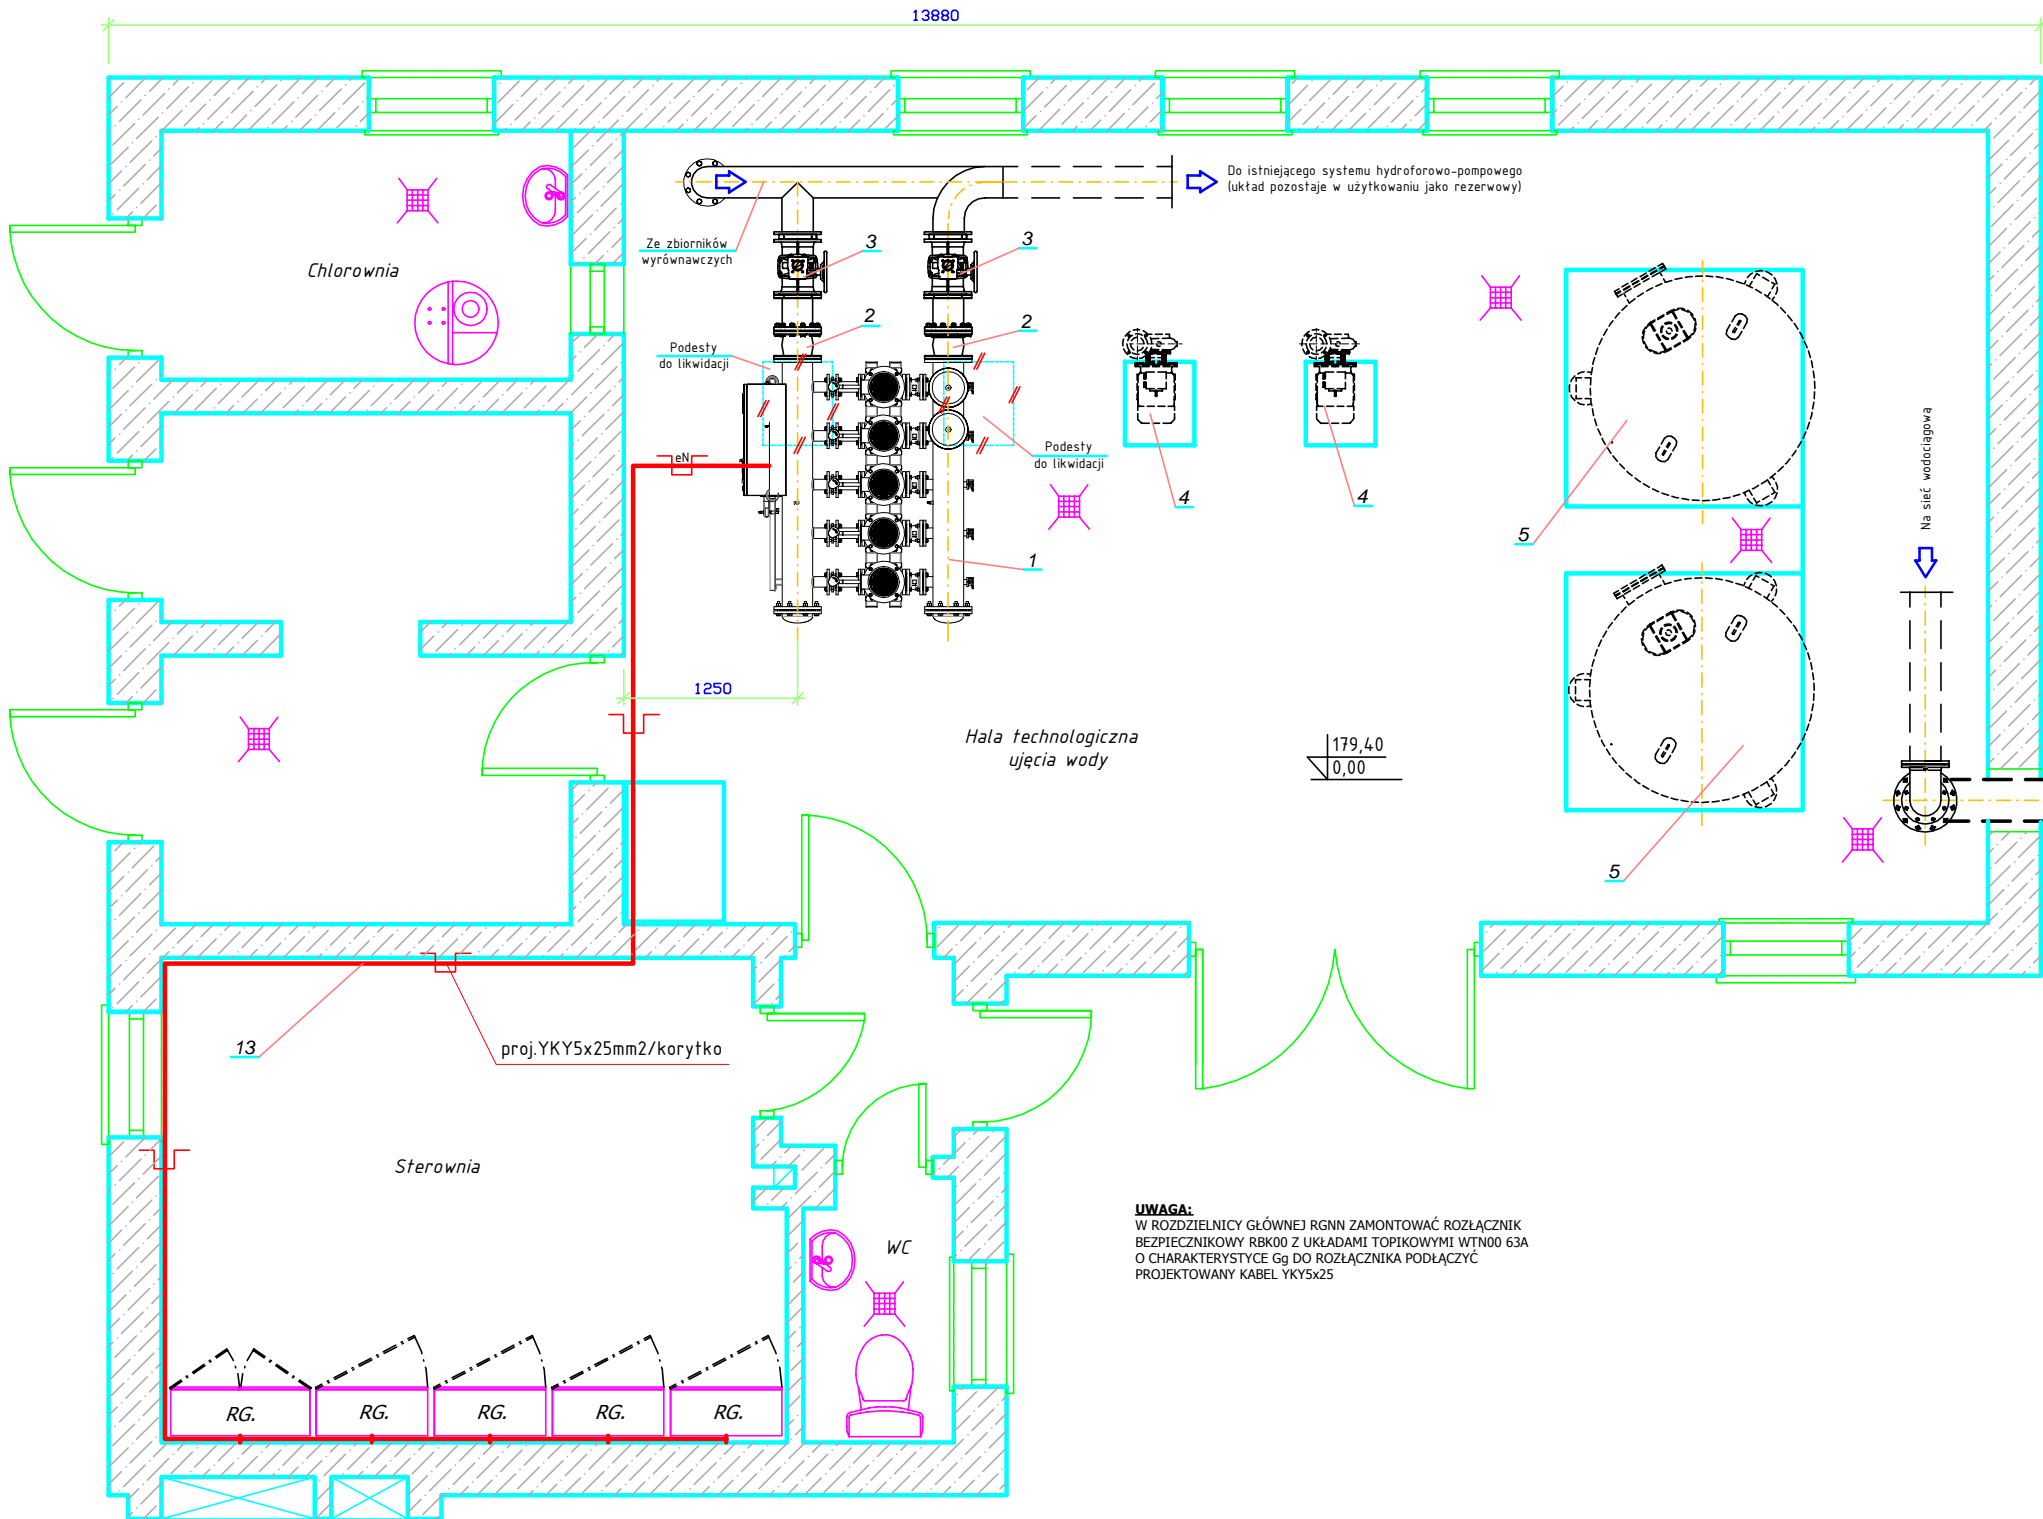 13880
Do istniejącego systemu hydroforowo-pompowego
(układ pozostaje w użytkowaniu jako rezerwowy)
Ze zbiorników
wyrównawczych
3
3
Chlorownia
2
2
Podesty
do likwidacji
Podesty
do likwidacji
eN
4
4
5
Na sieć wodociągową
1
1250
Hala technologiczna
ujęcia wody
179,40
0,00
5
13
proj.YKY5x25mm2/korytko
Sterownia
WC
UWAGA:
W ROZDZIELNICY GŁÓWNEJ RGNN ZAMONTOWAĆ ROZŁĄCZNIK
BEZPIECZNIKOWY RBK00 Z UKŁADAMI TOPIKOWYMI WTN00 63A
O CHARAKTERYSTYCE Gg DO ROZŁĄCZNIKA PODŁĄCZYĆ
PROJEKTOWANY KABEL YKY5x25
RG.
RG.
RG.
RG.
RG.